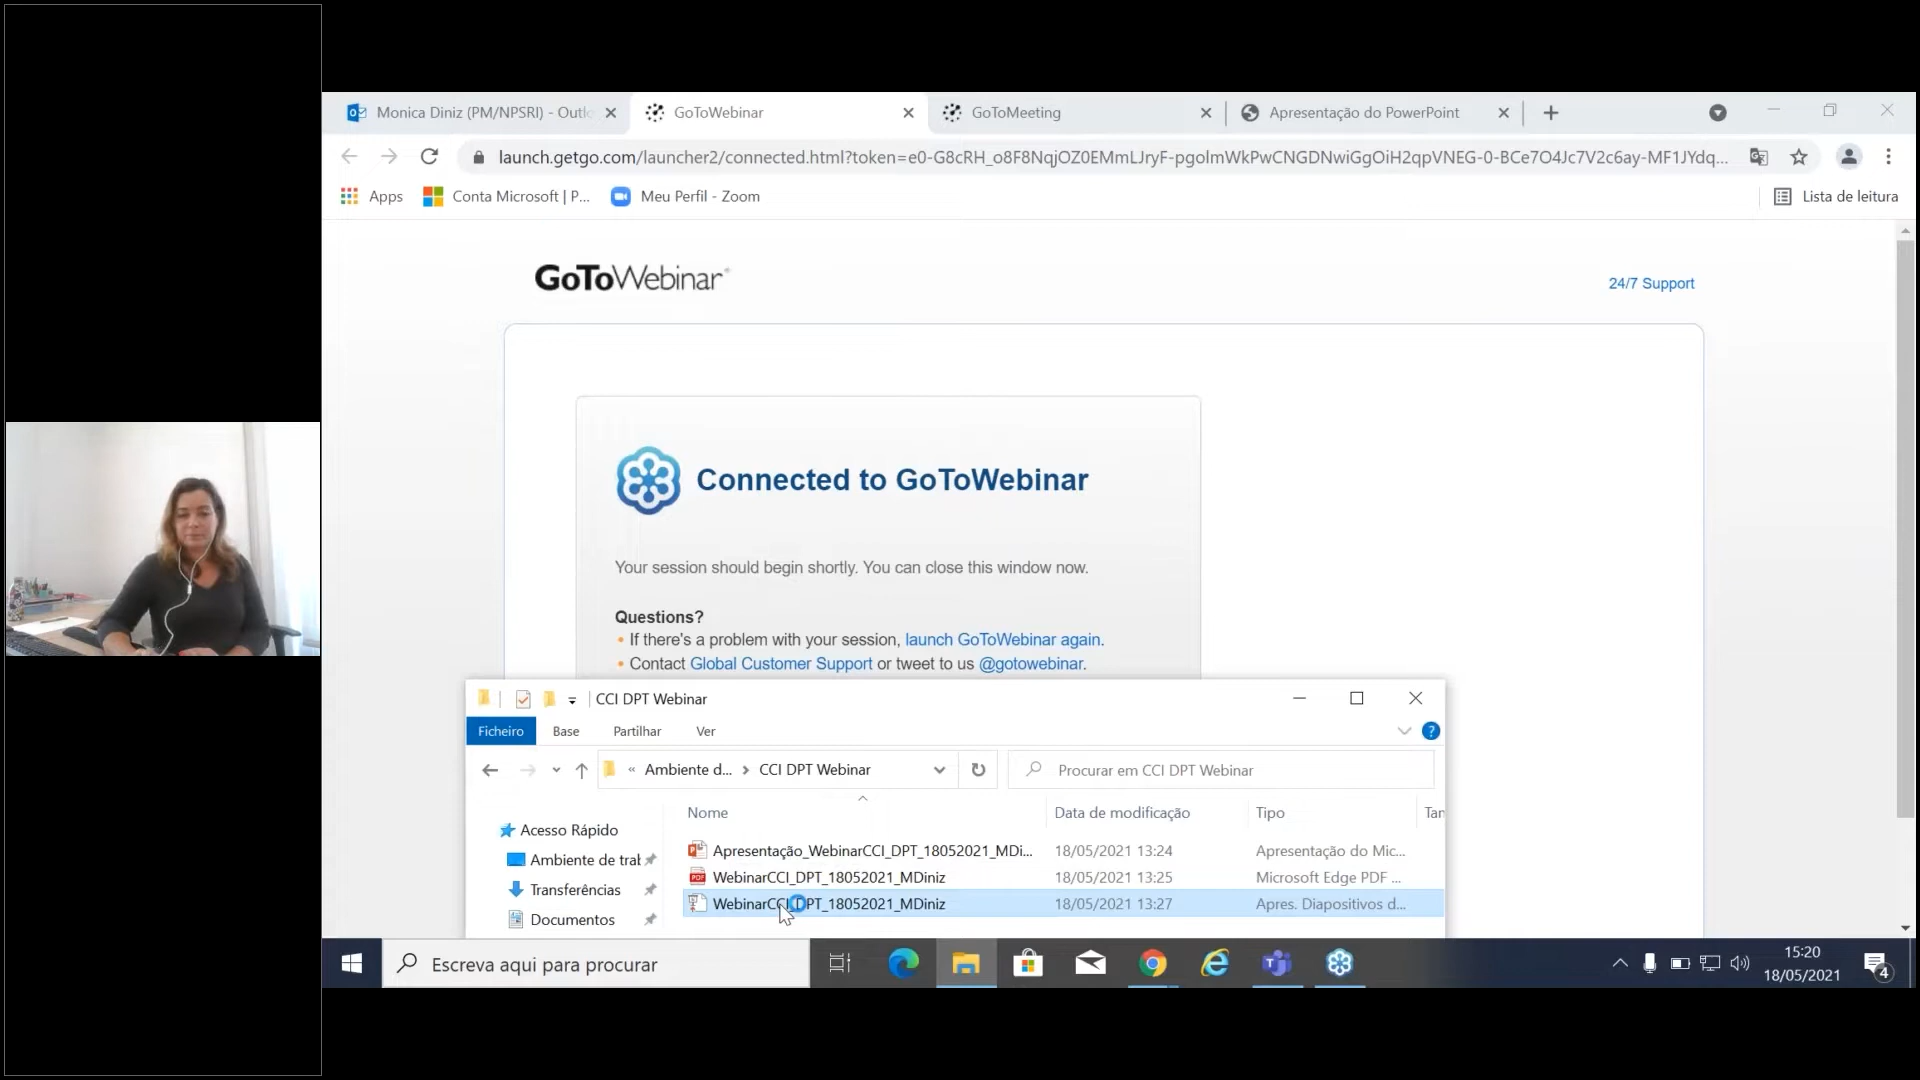 Monica Diniz (PM/NPSRI) - Outlo
GoToWebinar
GoToMeeting
Apresentação do PowerPoint
launch.getgo.com/launcher2/connected.html?token=e0-G8cRH_o8F8NqjOZ0EMmLJryF-pgolmWkPwCNGDNwiGgOiH2qpVNEG-0-BCe7O4Jc7V2c6ay-MF1JYdq...
Apps
Conta Microsoft | P...
Meu Perfil - Zoom
Lista de leitura
GoToWebinar
24/7 Support
Connected to GoToWebinar
Your session should begin shortly. You can close this window now.
Questions?
• If there's a problem with your session, launch GoToWebinar again.
• Contact Global Customer Support or tweet to us @gotowebinar.
CCI DPT Webinar
Ficheiro Base Partilhar Ver
« Ambiente d... > CCI DPT Webinar
Procurar em CCI DPT Webinar
Nome Data de modificação Tipo Tam
Acesso Rápido
Ambiente de tral
Transferências
Documentos
Apresentação_WebinarCCI_DPT_18052021_MDi... 18/05/2021 13:24 Apresentação do Mic...
WebinarCCI_DPT_18052021_MDiniz 18/05/2021 13:25 Microsoft Edge PDF ...
WebinarCCI_DPT_18052021_MDiniz 18/05/2021 13:27 Apres. Diapositivos d...
Escreva aqui para procurar
15:20
18/05/2021
4